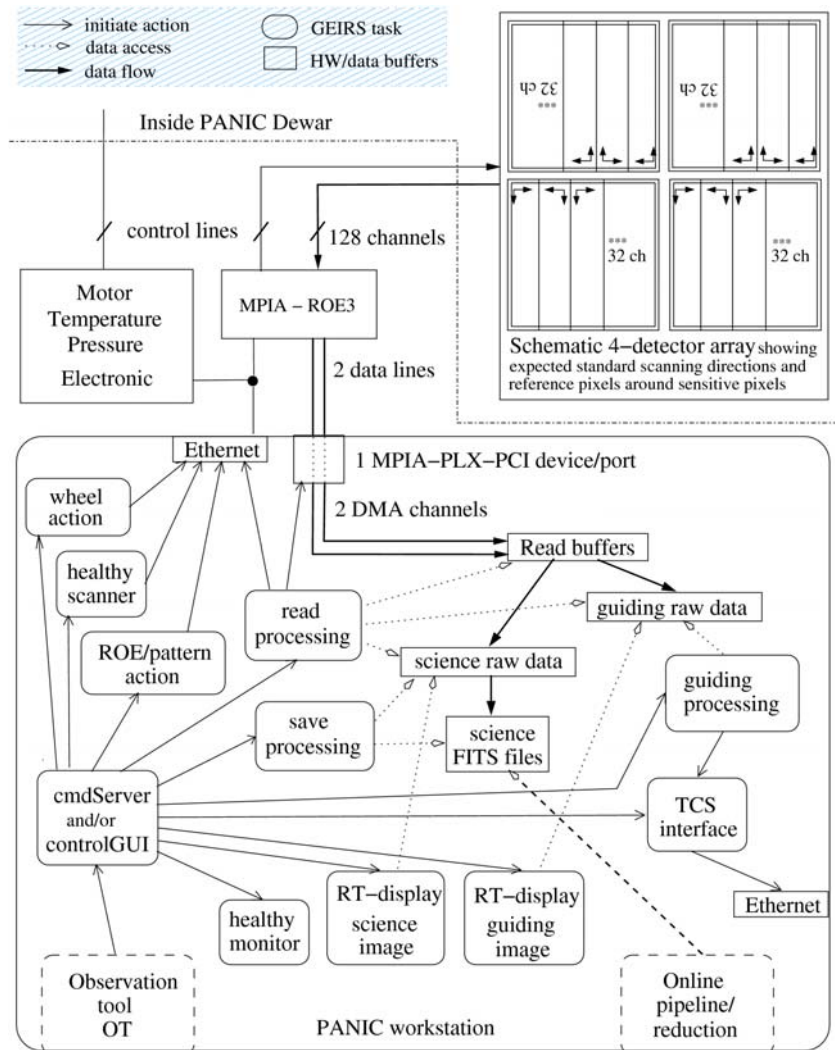 initiate action
data access
data flow
GEIRS task
HW/data buffers
Inside PANIC Dewar
32 ch
***
32 ch
***
***
32 ch
***
32 ch
Schematic 4-detector array showing
expected standard scanning directions and
reference pixels around sensitive pixels
control lines
128 channels
Motor
Temperature
Pressure
Electronic
MPIA - ROE3
2 data lines
Ethernet
1 MPIA-PLX-PCI device/port
2 DMA channels
wheel
action
healthy
scanner
ROE/pattern
action
read
processing
Read buffers
guiding raw data
science raw data
save
processing
science
FITS files
guiding
processing
cmdServer
and/or
controlGUI
TCS
interface
Ethernet
healthy
monitor
RT-display
science
image
RT-display
guiding
image
Observation
tool
OT
PANIC workstation
Online
pipeline/
reduction